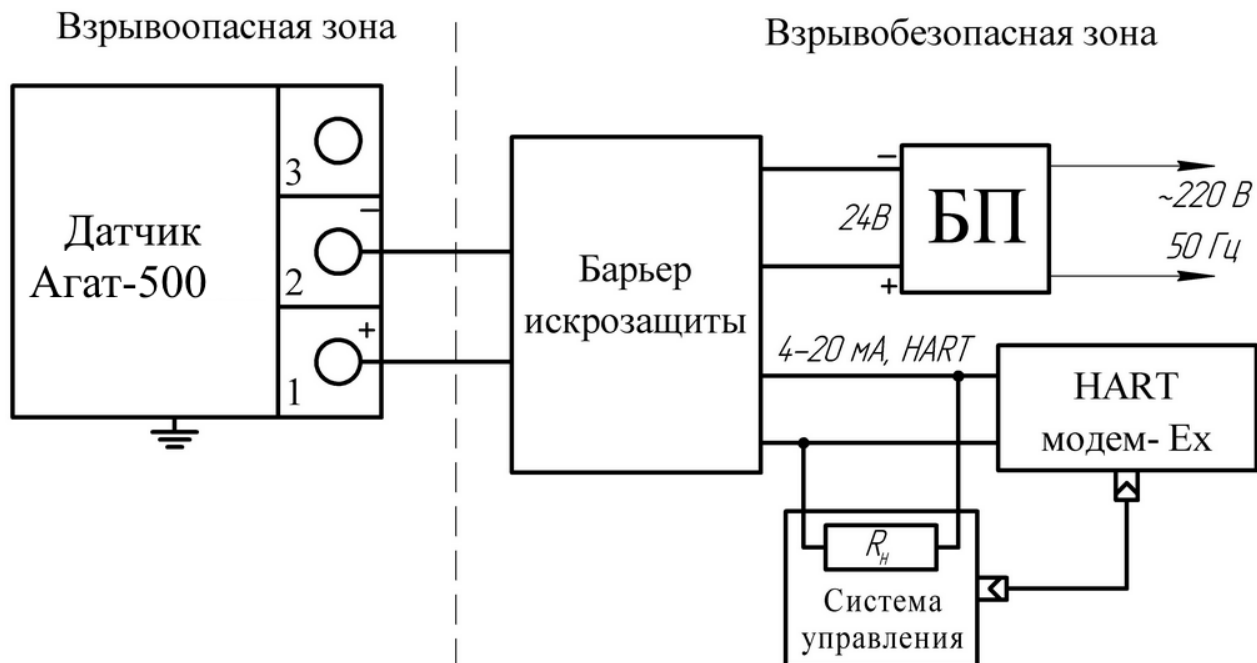 Взрывоопасная зона
Взрывобезопасная зона
Датчик
Агат-500
3
2
−
1
+
Барьер
искрозащиты
−
24В
+
БП
~220 В
50 Гц
4–20 мА, HART
HART
модем- Ex
Rн
Система
управления